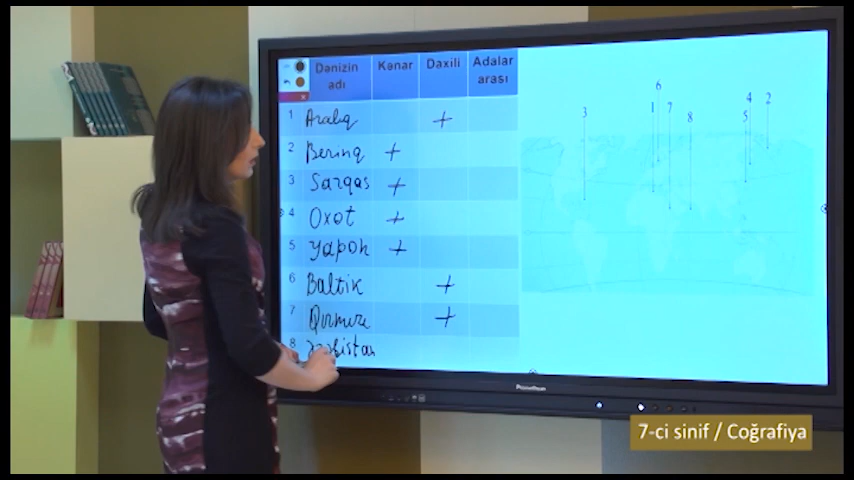 Dənizin adı Kənar Daxili Adalar arası
1 Aralıq +
2 Berinq +
3 Sarqas +
4 Oxot +
5 Yapon +
6 Baltik +
7 Qırmızı +
8
3 6 1 7 8 4 5 2
Promethean
7-ci sinif / Coğrafiya